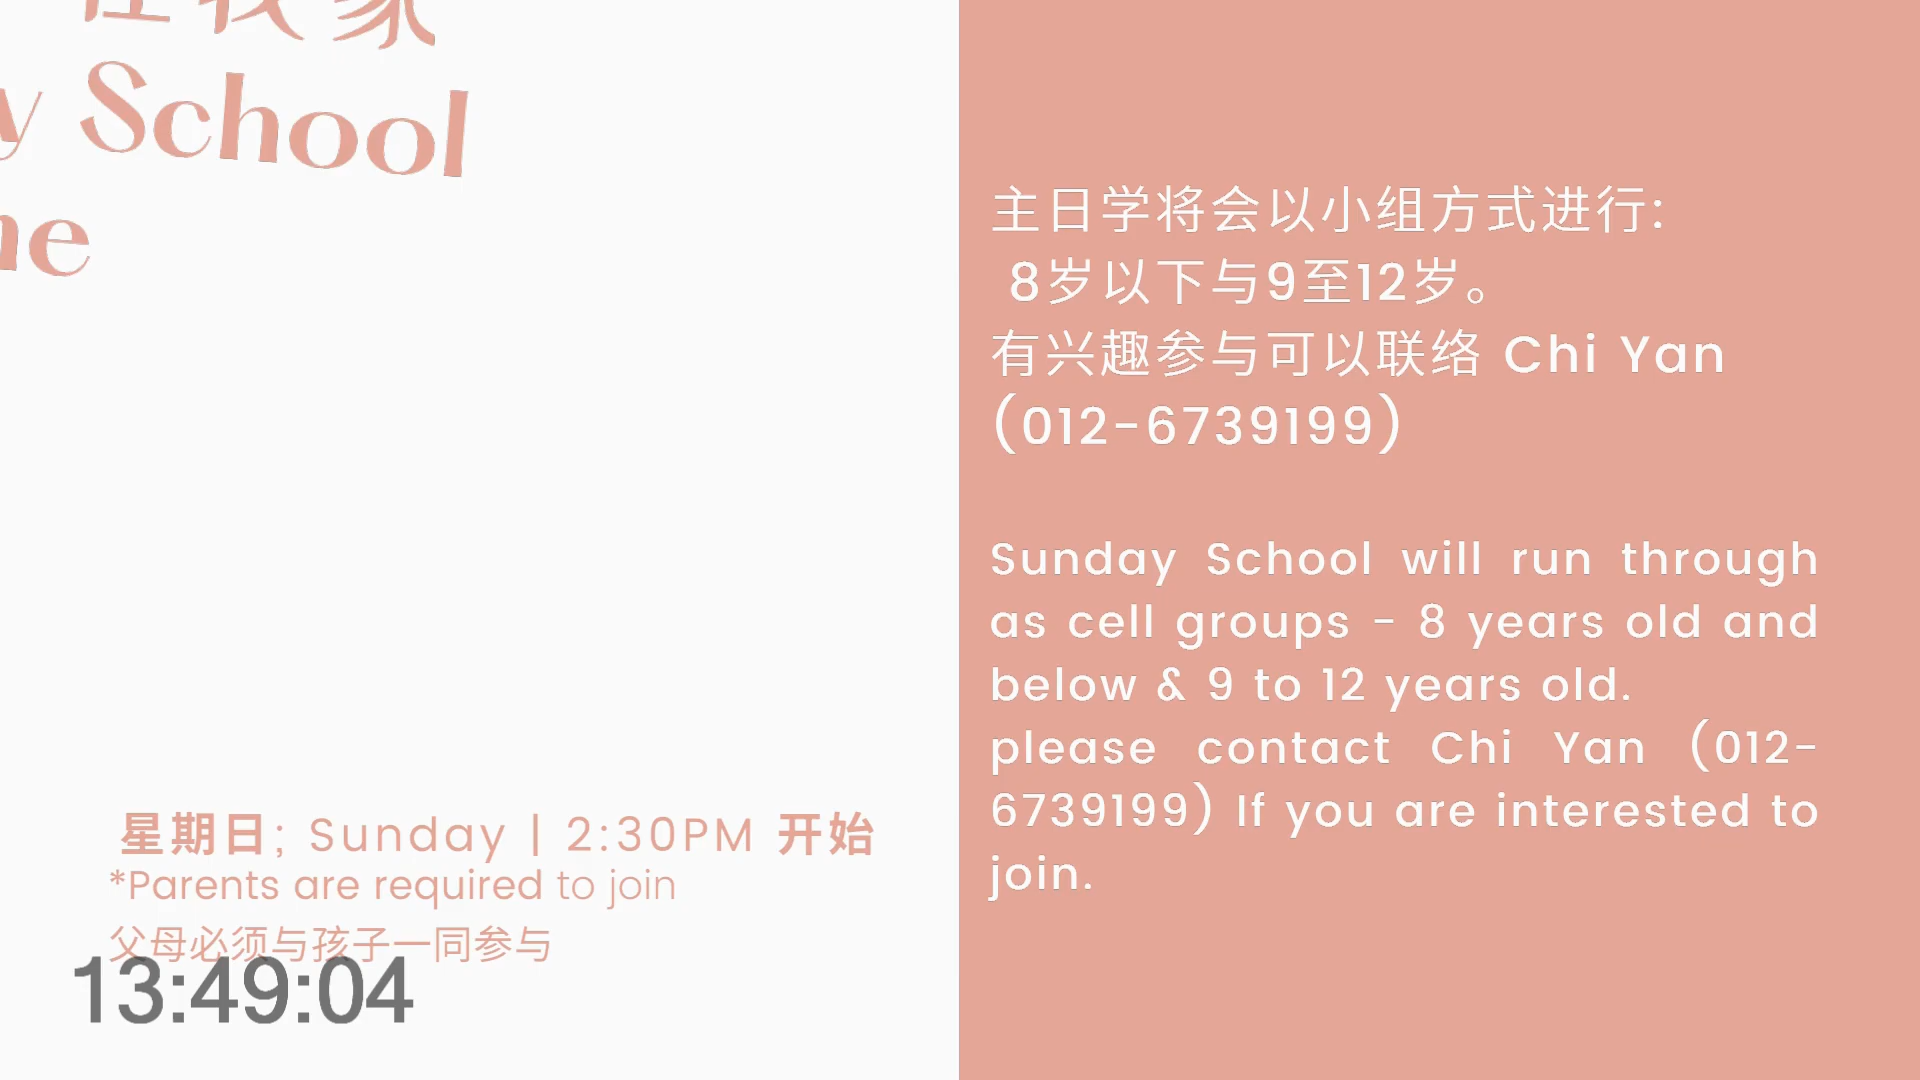 在我家
y School
me
星期日; Sunday | 2:30PM 开始
*Parents are required to join
父母必须与孩子一同参与
13:49:04
主日学将会以小组方式进行:
8岁以下与9至12岁。
有兴趣参与可以联络 Chi Yan
(012-6739199)
Sunday School will run through
as cell groups - 8 years old and
below & 9 to 12 years old.
please contact Chi Yan (012-
6739199) If you are interested to
join.